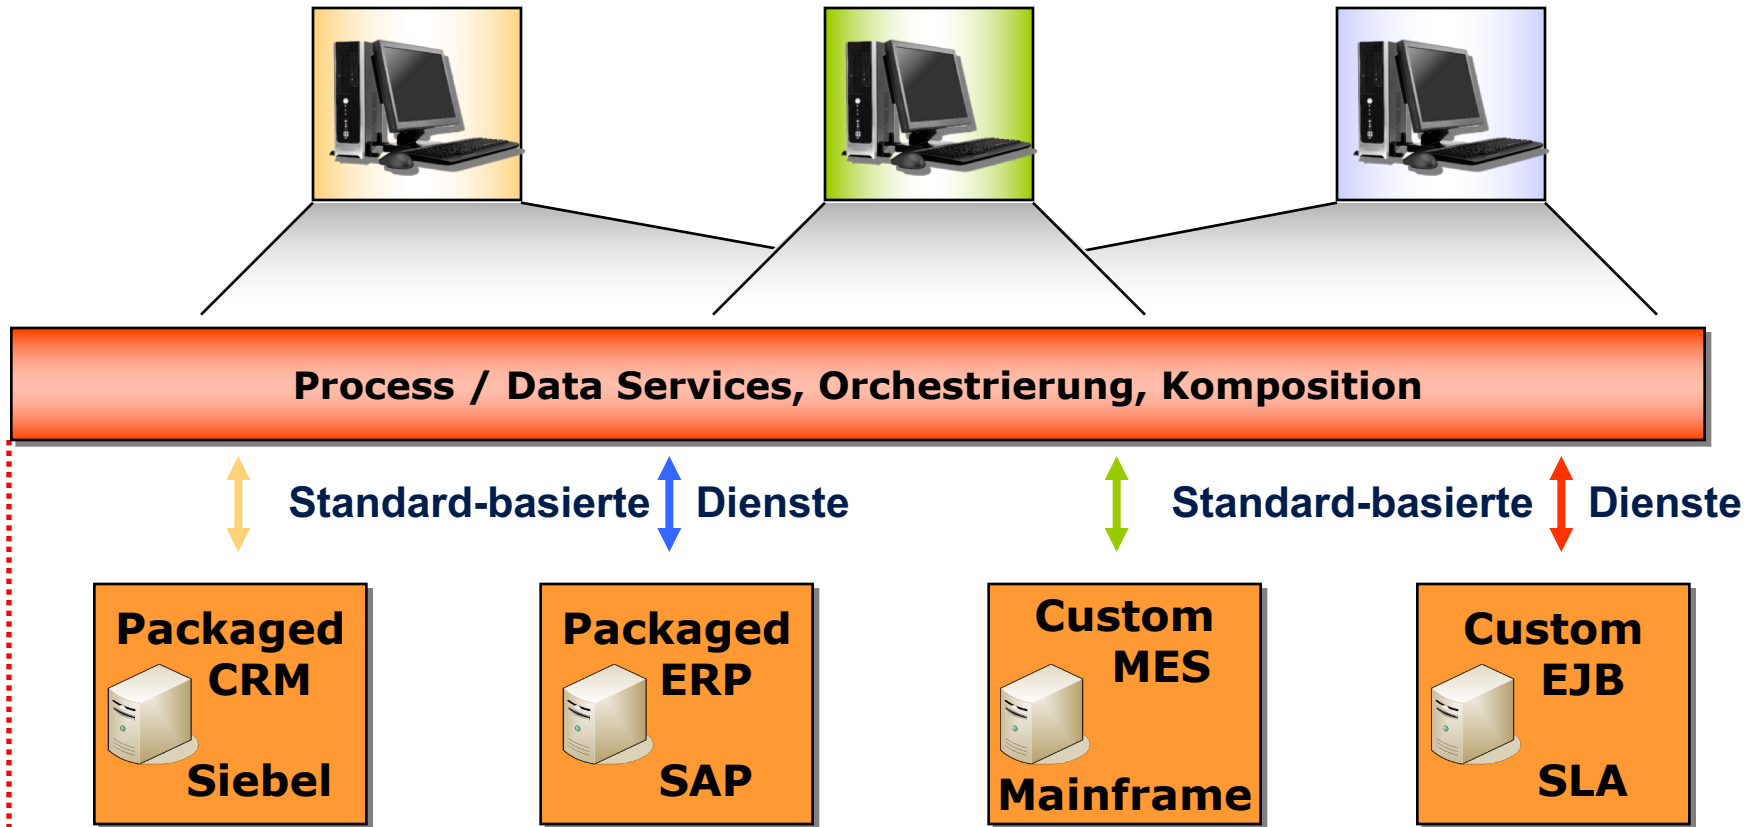 Process / Data Services, Orchestrierung, Komposition
Standard-basierte Dienste
Standard-basierte Dienste
Packaged
CRM
Siebel
Packaged
ERP
SAP
Custom
MES
Mainframe
Custom
EJB
SLA